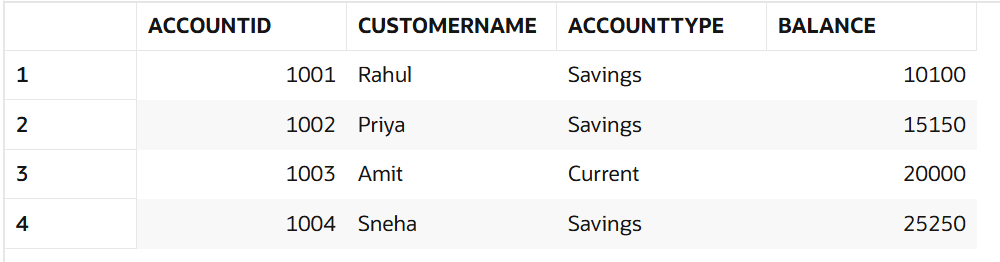 ACCOUNTID CUSTOMERNAME ACCOUNTTYPE BALANCE
1 1001 Rahul Savings 10100
2 1002 Priya Savings 15150
3 1003 Amit Current 20000
4 1004 Sneha Savings 25250